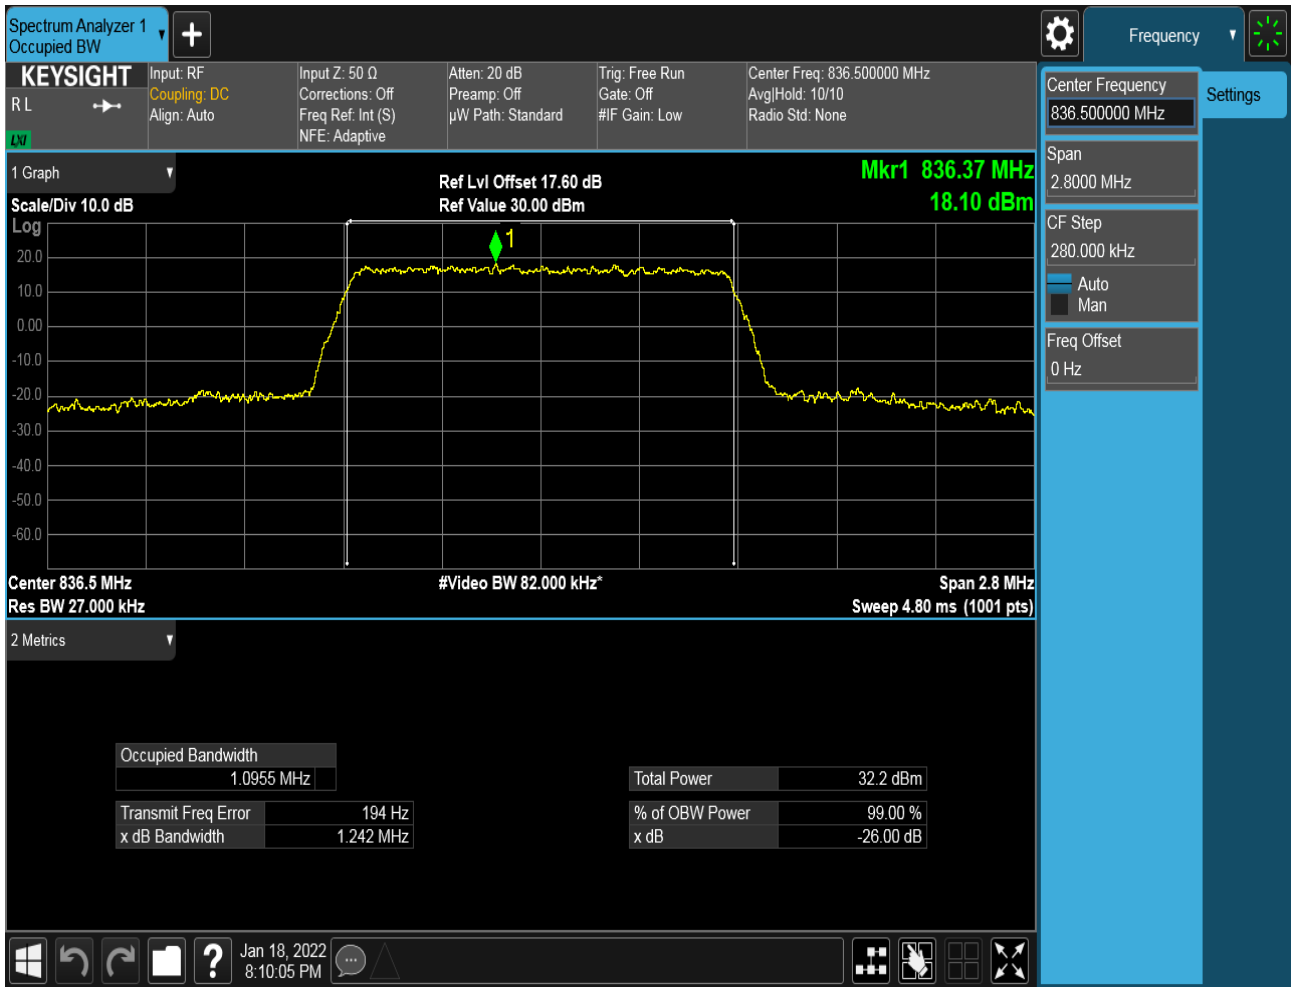 Spectrum Analyzer 1
Occupied BW
Frequency
KEYSIGHT
R L
LXI
Input: RF
Coupling: DC
Align: Auto
Input Z: 50 Ω
Corrections: Off
Freq Ref: Int (S)
NFE: Adaptive
Atten: 20 dB
Preamp: Off
µW Path: Standard
Trig: Free Run
Gate: Off
#IF Gain: Low
Center Freq: 836.500000 MHz
Avg|Hold: 10/10
Radio Std: None
Center Frequency
836.500000 MHz
Settings
Span
2.8000 MHz
CF Step
280.000 kHz
Auto
Man
Freq Offset
0 Hz
1 Graph
Scale/Div 10.0 dB
Log
Ref Lvl Offset 17.60 dB
Ref Value 30.00 dBm
Mkr1 836.37 MHz
18.10 dBm
1
20.0
10.0
0.00
-10.0
-20.0
-30.0
-40.0
-50.0
-60.0
Center 836.5 MHz
#Video BW 82.000 kHz*
Span 2.8 MHz
Res BW 27.000 kHz
Sweep 4.80 ms (1001 pts)
2 Metrics
Occupied Bandwidth
1.0955 MHz
Total Power 32.2 dBm
Transmit Freq Error 194 Hz
% of OBW Power 99.00 %
x dB Bandwidth 1.242 MHz
x dB -26.00 dB
?
Jan 18, 2022
8:10:05 PM